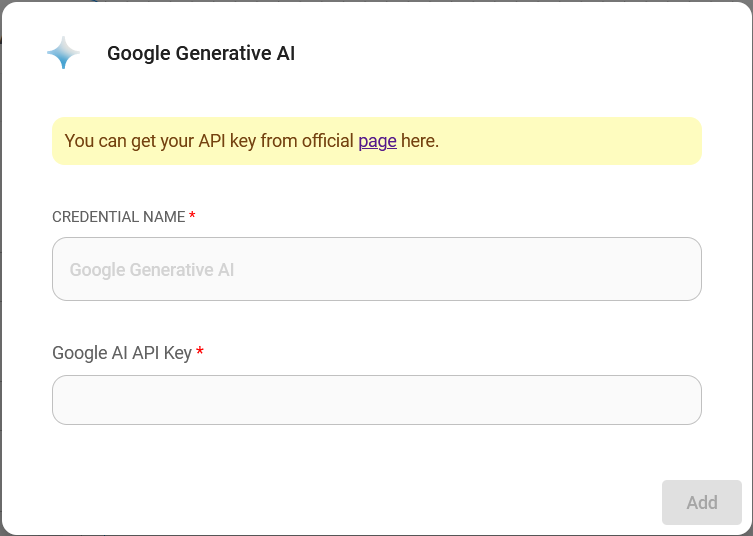 Google Generative AI
You can get your API key from official page here.
CREDENTIAL NAME *
Google Generative AI
Google AI API Key *
Add